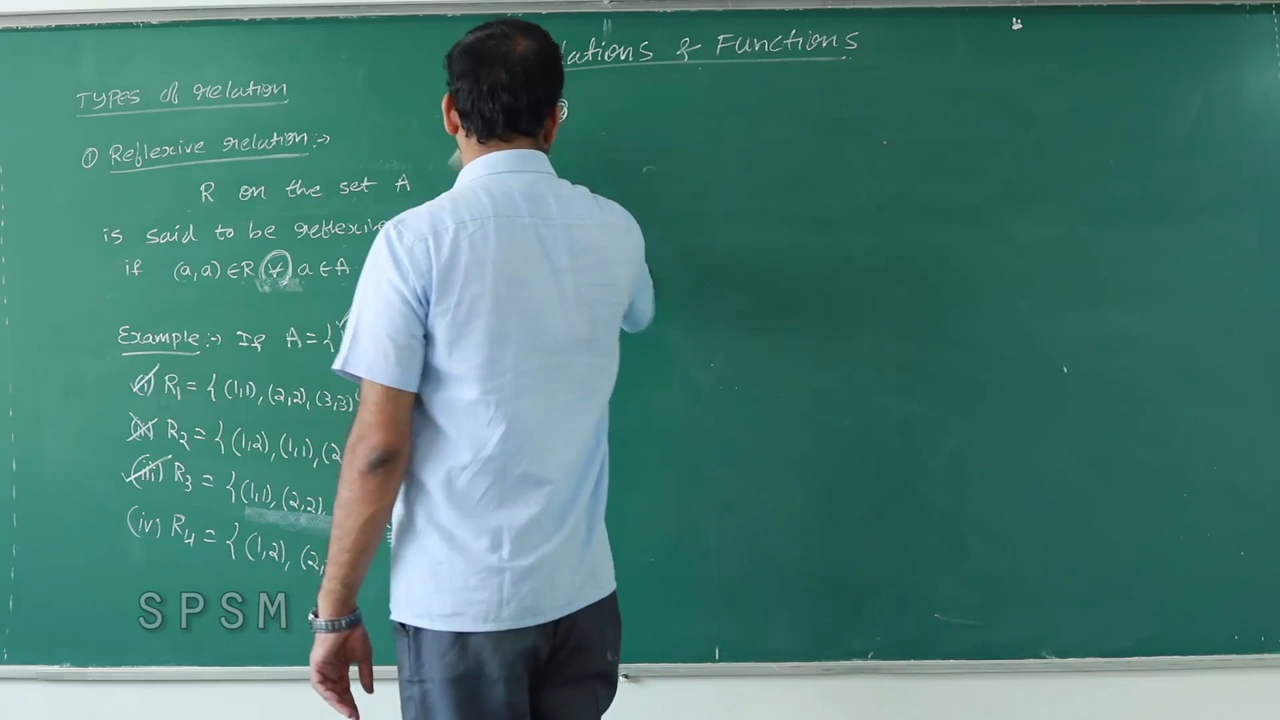 lations & Functions
TYPES of relation
① Reflexive relation :→
R on the set A
is said to be reflexive
if (a,a) ∈ R ∀ a ∈ A
Example :→ If A = {1
(i) R₁ = { (1,1), (2,2), (3,3)
(ii) R₂ = { (1,2), (1,1), (2
(iii) R₃ = { (1,1), (2,2),
(iv) R₄ = { (1,2), (2,
②
SPSM